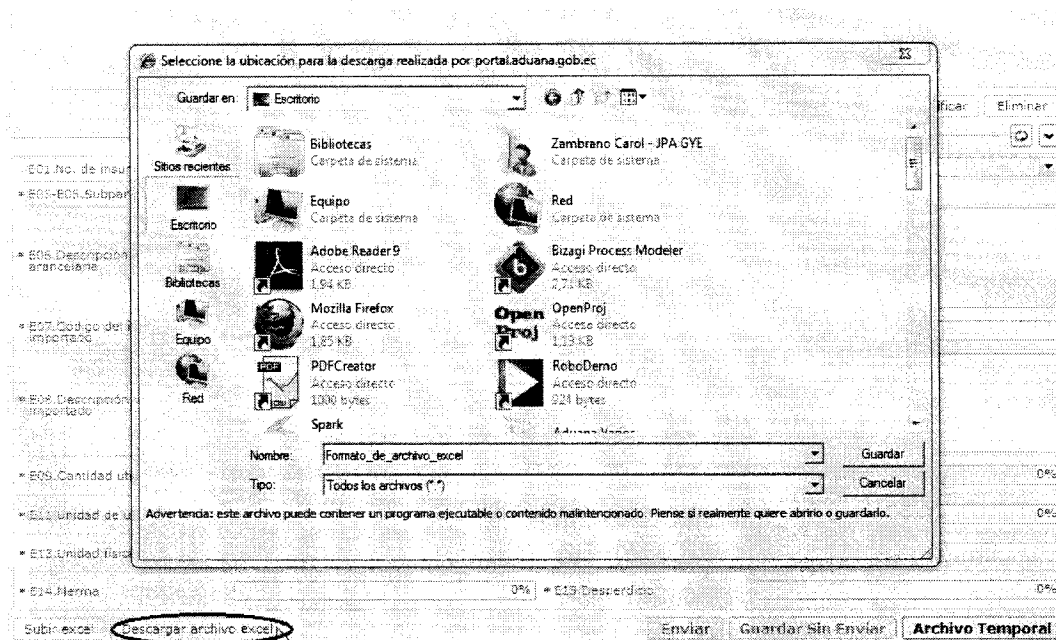 Seleccione la ubicación para la descarga realizada por portal.aduana.gob.ec
Guardar en: Escritorio
Eliminar
Sitios recientes
Escritorio
Bibliotecas
Equipo
Red
Bibliotecas
Carpeta de sistema
Zambrano Carol - JPA GYE
Carpeta de sistema
Equipo
Carpeta de sistema
Red
Carpeta de sistema
Adobe Reader 9
Acceso directo
1,94 KB
Bizagi Process Modeler
Acceso directo
2,71 KB
Mozilla Firefox
Acceso directo
1,85 KB
OpenProj
Acceso directo
1,13 KB
PDFCreator
Acceso directo
1000 bytes
RoboDemo
Acceso directo
924 bytes
Spark
Nombre: Formato_de_archivo_excel
Guardar
Tipo: Todos los archivos (*.*)
Cancelar
Advertencia: este archivo puede contener un programa ejecutable o contenido malintencionado. Piense si realmente quiere abrirlo o guardarlo.
E01.No. de insu
* E06.Descripción
arancelaria
* E07.Código del
importado
* E08.Descripción
importado
* E09.Cantidad ut
0%
unidad de u
0%
* E13.Unidad física
* E14.Merma
0%
* E15.Desperdicio
0%
Subir excel
Descargar archivo excel
Enviar
Guardar Sin Enviar
Archivo Temporal